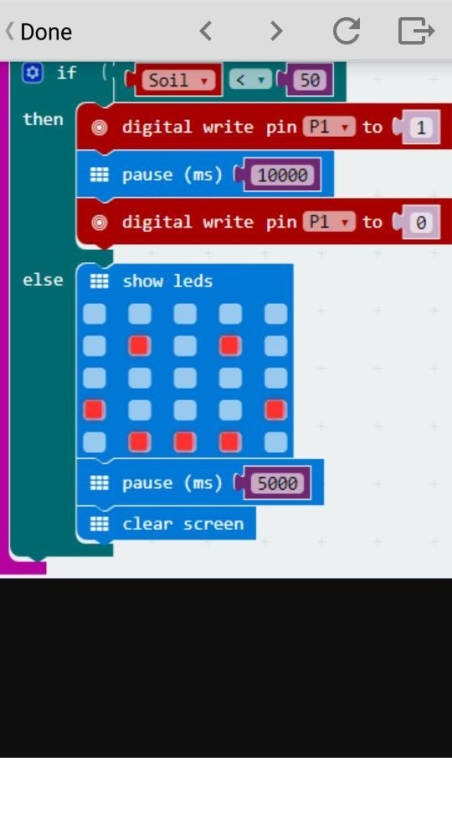 Done
if Soil < 50
then digital write pin P1 to 1
pause (ms) 10000
digital write pin P1 to 0
else show leds
pause (ms) 5000
clear screen